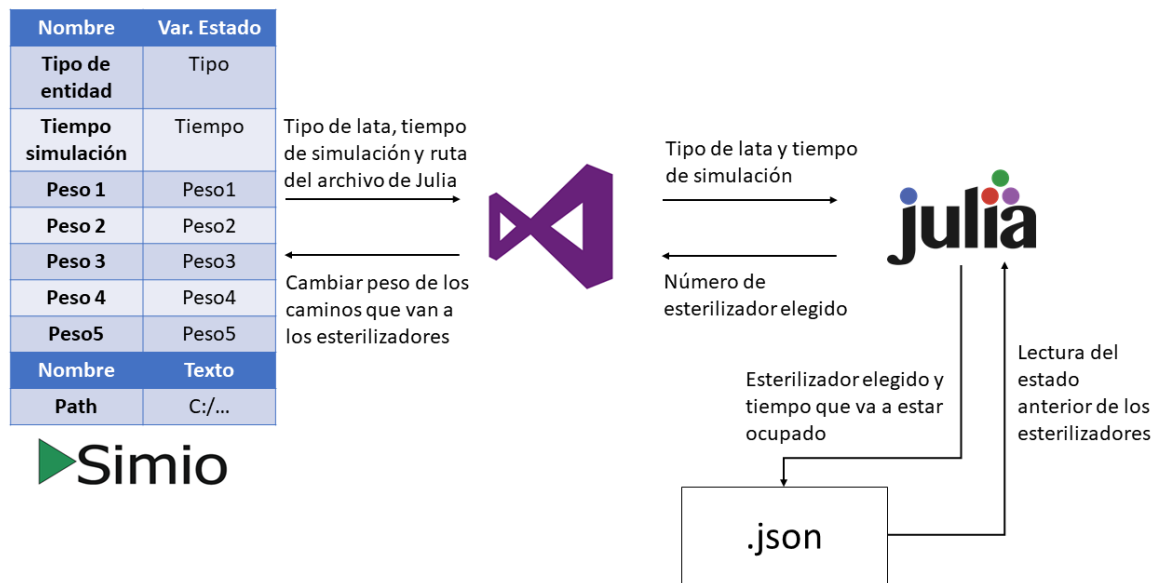 Nombre Var. Estado
Tipo de Tipo
entidad
Tiempo Tiempo
simulación
Peso 1 Peso1
Peso 2 Peso2
Peso 3 Peso3
Peso 4 Peso4
Peso5 Peso5
Nombre Texto
Path C:/...
Simio
Tipo de lata, tiempo
de simulación y ruta
del archivo de Julia
Cambiar peso de los
caminos que van a
los esterilizadores
Tipo de lata y tiempo
de simulación
Número de
esterilizador elegido
julia
Esterilizador elegido y
tiempo que va a estar
ocupado
Lectura del
estado
anterior de los
esterilizadores
.json